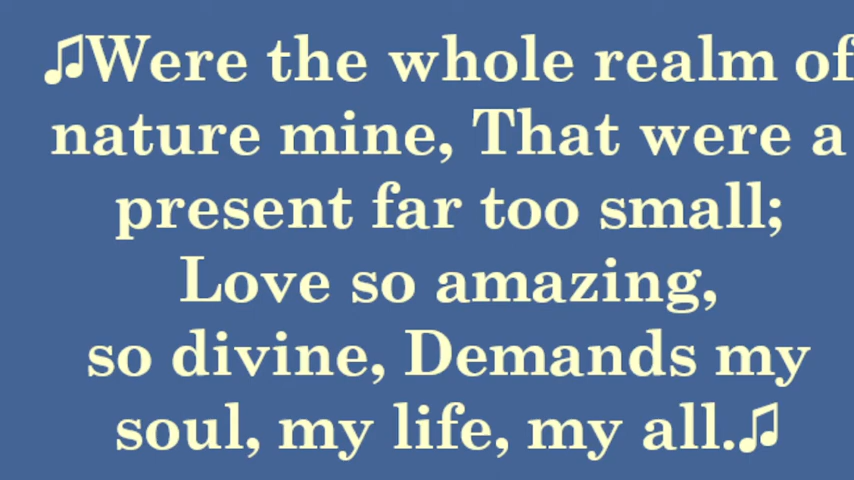 ♫Were the whole realm of
nature mine, That were a
present far too small;
Love so amazing,
so divine, Demands my
soul, my life, my all.♫